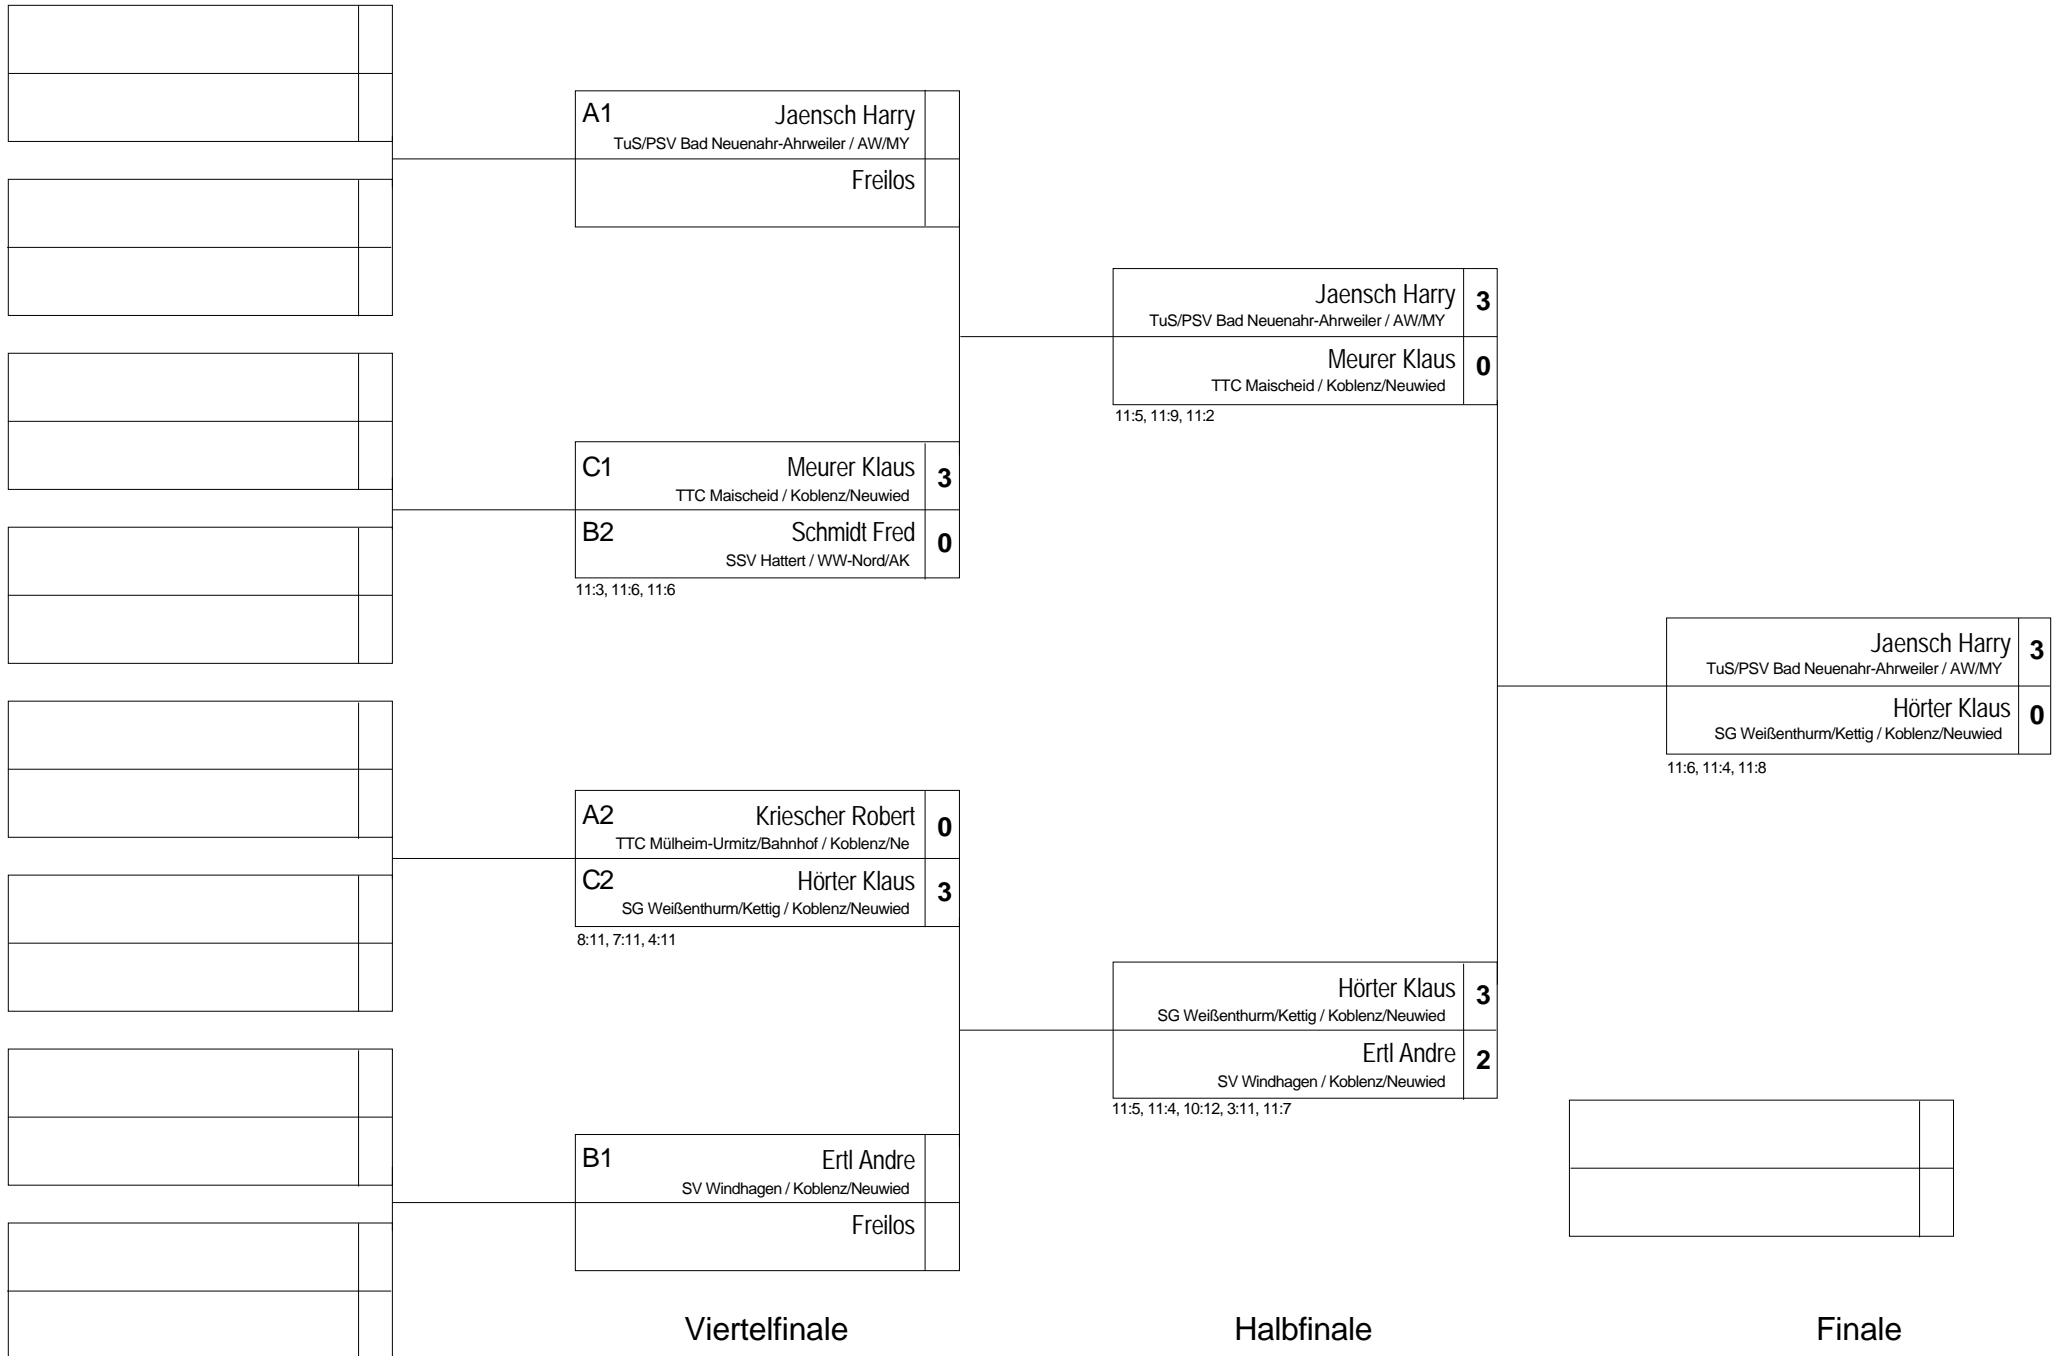 A1 Jaensch Harry
TuS/PSV Bad Neuenahr-Ahrweiler / AW/MY
Freilos
C1 Meurer Klaus 3
TTC Maischeid / Koblenz/Neuwied
B2 Schmidt Fred 0
SSV Hattert / WW-Nord/AK
11:3, 11:6, 11:6
A2 Kriescher Robert 0
TTC Mülheim-Urmitz/Bahnhof / Koblenz/Ne
C2 Hörter Klaus 3
SG Weißenthurm/Kettig / Koblenz/Neuwied
8:11, 7:11, 4:11
B1 Ertl Andre
SV Windhagen / Koblenz/Neuwied
Freilos
Viertelfinale
Jaensch Harry 3
TuS/PSV Bad Neuenahr-Ahrweiler / AW/MY
Meurer Klaus 0
TTC Maischeid / Koblenz/Neuwied
11:5, 11:9, 11:2
Hörter Klaus 3
SG Weißenthurm/Kettig / Koblenz/Neuwied
Ertl Andre 2
SV Windhagen / Koblenz/Neuwied
11:5, 11:4, 10:12, 3:11, 11:7
Halbfinale
Jaensch Harry 3
TuS/PSV Bad Neuenahr-Ahrweiler / AW/MY
Hörter Klaus 0
SG Weißenthurm/Kettig / Koblenz/Neuwied
11:6, 11:4, 11:8
Finale